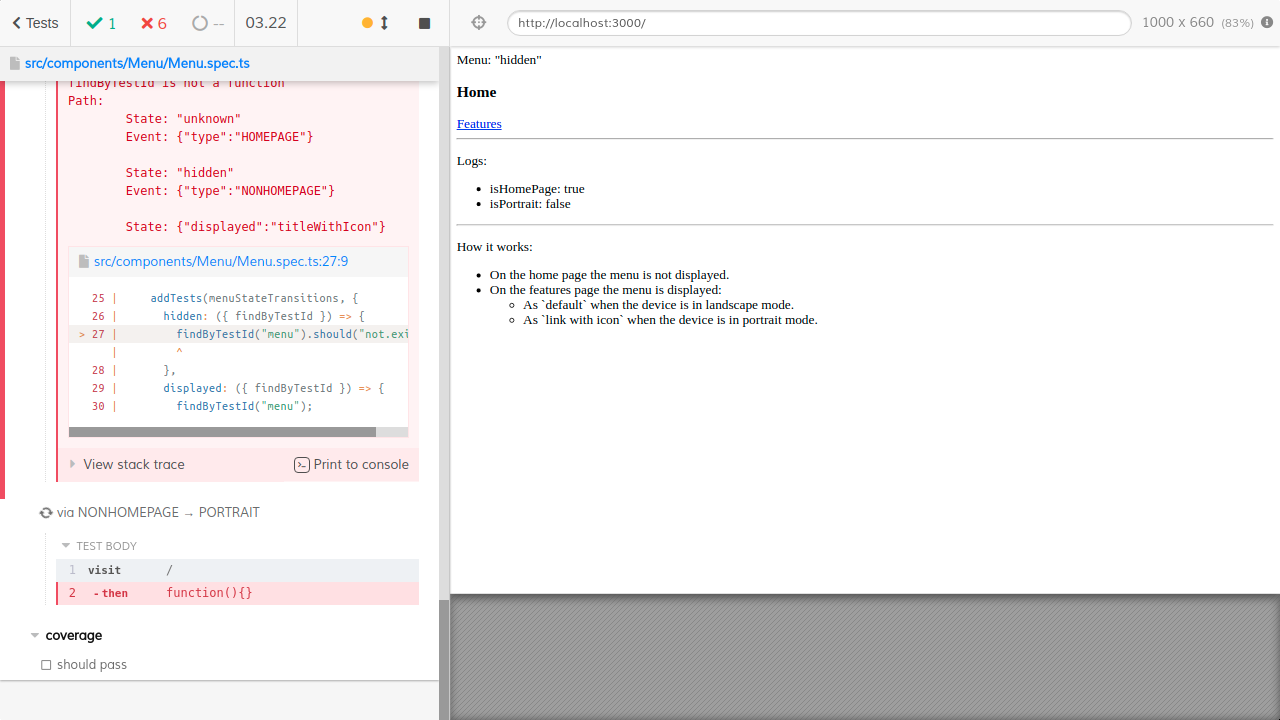 Tests
1
6
--
03.22
http://localhost:3000/
1000 x 660 (83%)
src/components/Menu/Menu.spec.ts
findByTestId is not a function
Path:
State: "unknown"
Event: {"type":"HOMEPAGE"}
State: "hidden"
Event: {"type":"NONHOMEPAGE"}
State: {"displayed":"titleWithIcon"}
src/components/Menu/Menu.spec.ts:27:9
25 | addTests(menuStateTransitions, {
26 | hidden: ({ findByTestId }) => {
> 27 | findByTestId("menu").should("not.exi
| ^
28 | },
29 | displayed: ({ findByTestId }) => {
30 | findByTestId("menu");
View stack trace
Print to console
via NONHOMEPAGE → PORTRAIT
TEST BODY
1 visit /
2 - then function(){}
coverage
should pass
Menu: "hidden"
Home
Features
Logs:
• isHomePage: true
• isPortrait: false
How it works:
• On the home page the menu is not displayed.
• On the features page the menu is displayed:
○ As `default` when the device is in landscape mode.
○ As `link with icon` when the device is in portrait mode.